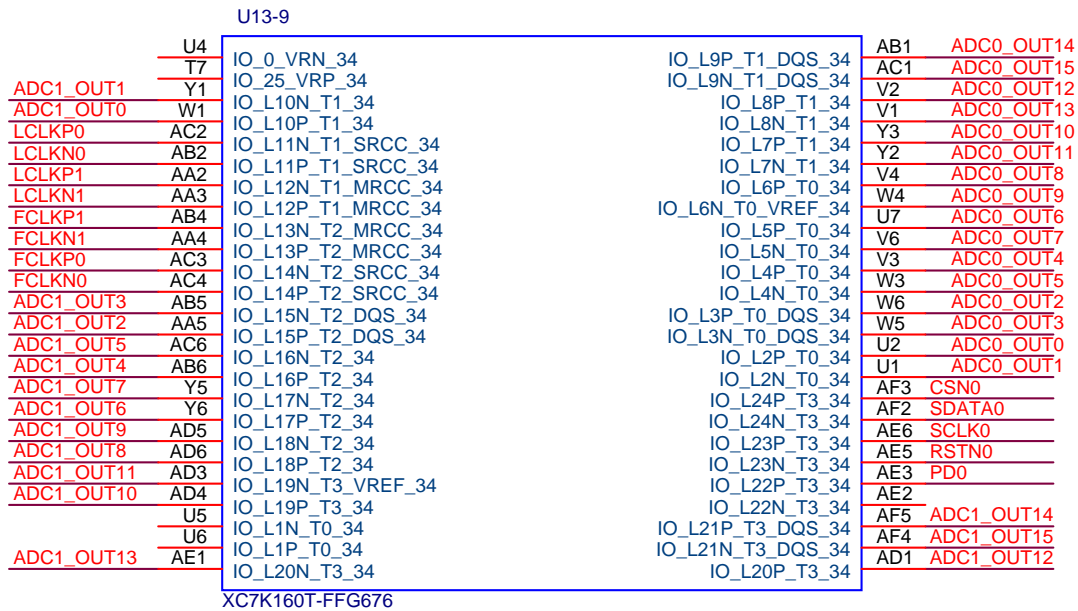 U13-9
U4 IO_0_VRN_34 IO_L9P_T1_DQS_34 AB1 ADC0_OUT14
T7 IO_25_VRP_34 IO_L9N_T1_DQS_34 AC1 ADC0_OUT15
ADC1_OUT1 Y1 IO_L10N_T1_34 IO_L8P_T1_34 V2 ADC0_OUT12
ADC1_OUT0 W1 IO_L10P_T1_34 IO_L8N_T1_34 V1 ADC0_OUT13
LCLKP0 AC2 IO_L11N_T1_SRCC_34 IO_L7P_T1_34 Y3 ADC0_OUT10
LCLKN0 AB2 IO_L11P_T1_SRCC_34 IO_L7N_T1_34 Y2 ADC0_OUT11
LCLKP1 AA2 IO_L12N_T1_MRCC_34 IO_L6P_T0_34 V4 ADC0_OUT8
LCLKN1 AA3 IO_L12P_T1_MRCC_34 IO_L6N_T0_VREF_34 W4 ADC0_OUT9
FCLKP1 AB4 IO_L13N_T2_MRCC_34 IO_L5P_T0_34 U7 ADC0_OUT6
FCLKN1 AA4 IO_L13P_T2_MRCC_34 IO_L5N_T0_34 V6 ADC0_OUT7
FCLKP0 AC3 IO_L14N_T2_SRCC_34 IO_L4P_T0_34 V3 ADC0_OUT4
FCLKN0 AC4 IO_L14P_T2_SRCC_34 IO_L4N_T0_34 W3 ADC0_OUT5
ADC1_OUT3 AB5 IO_L15N_T2_DQS_34 IO_L3P_T0_DQS_34 W6 ADC0_OUT2
ADC1_OUT2 AA5 IO_L15P_T2_DQS_34 IO_L3N_T0_DQS_34 W5 ADC0_OUT3
ADC1_OUT5 AC6 IO_L16N_T2_34 IO_L2P_T0_34 U2 ADC0_OUT0
ADC1_OUT4 AB6 IO_L16P_T2_34 IO_L2N_T0_34 U1 ADC0_OUT1
ADC1_OUT7 Y5 IO_L17N_T2_34 IO_L24P_T3_34 AF3 CSN0
ADC1_OUT6 Y6 IO_L17P_T2_34 IO_L24N_T3_34 AF2 SDATA0
ADC1_OUT9 AD5 IO_L18N_T2_34 IO_L23P_T3_34 AE6 SCLK0
ADC1_OUT8 AD6 IO_L18P_T2_34 IO_L23N_T3_34 AE5 RSTN0
ADC1_OUT11 AD3 IO_L19N_T3_VREF_34 IO_L22P_T3_34 AE3 PD0
ADC1_OUT10 AD4 IO_L19P_T3_34 IO_L22N_T3_34 AE2
U5 IO_L1N_T0_34 IO_L21P_T3_DQS_34 AF5 ADC1_OUT14
U6 IO_L1P_T0_34 IO_L21N_T3_DQS_34 AF4 ADC1_OUT15
ADC1_OUT13 AE1 IO_L20N_T3_34 IO_L20P_T3_34 AD1 ADC1_OUT12
XC7K160T-FFG676